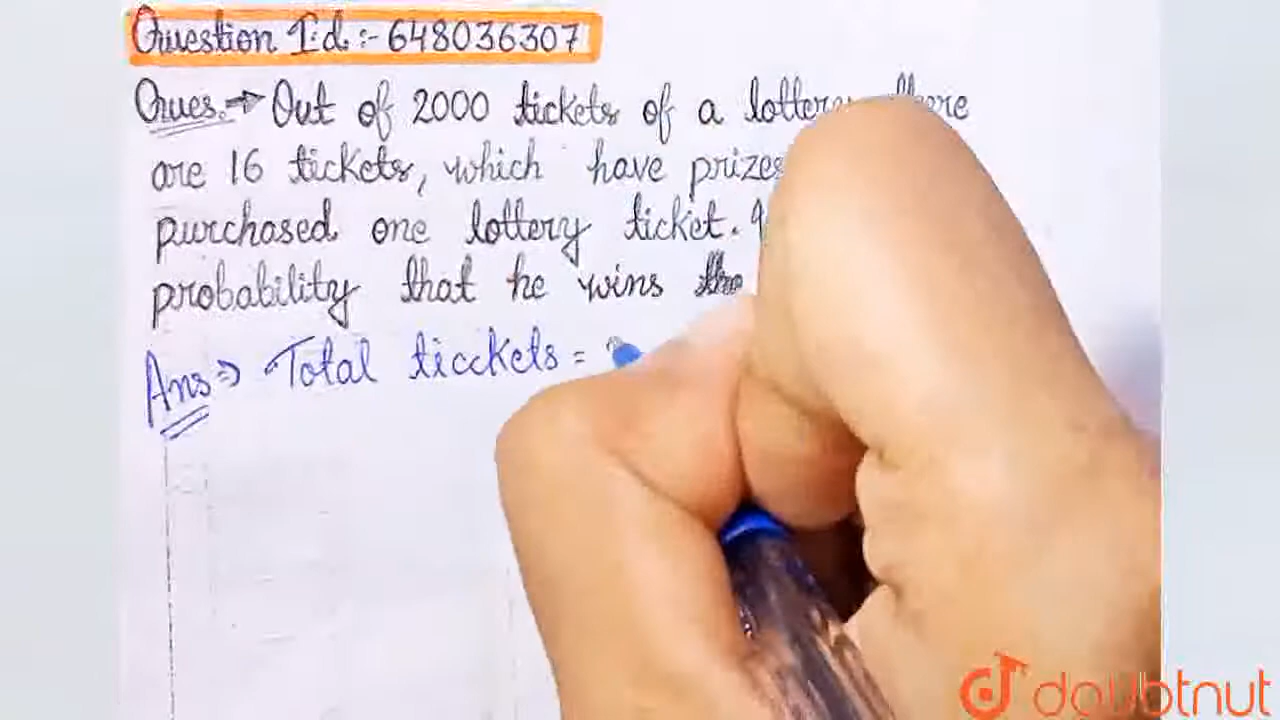 Question Id.:- 648036307
Ques.→ Out of 2000 tickets of a
are 16 tickets, which have prizes
purchased one lottery ticket.
probability that he wins the
Ans⇒ Total ticckets =
doubtnut